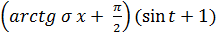 (arctg σ x + π/2) (sin t + 1)